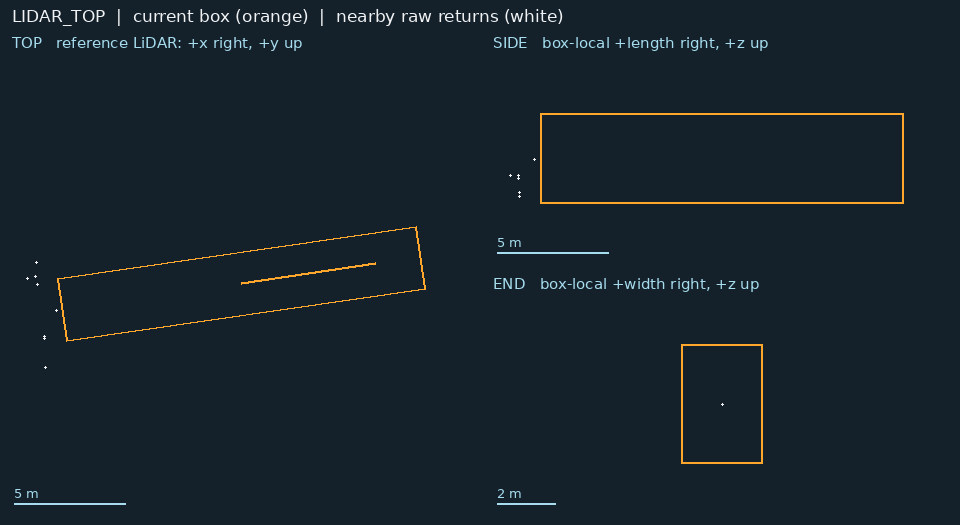 LIDAR_TOP | current box (orange) | nearby raw returns (white)
TOP reference LiDAR: +x right, +y up
SIDE box-local +length right, +z up
5 m
END box-local +width right, +z up
5 m
2 m